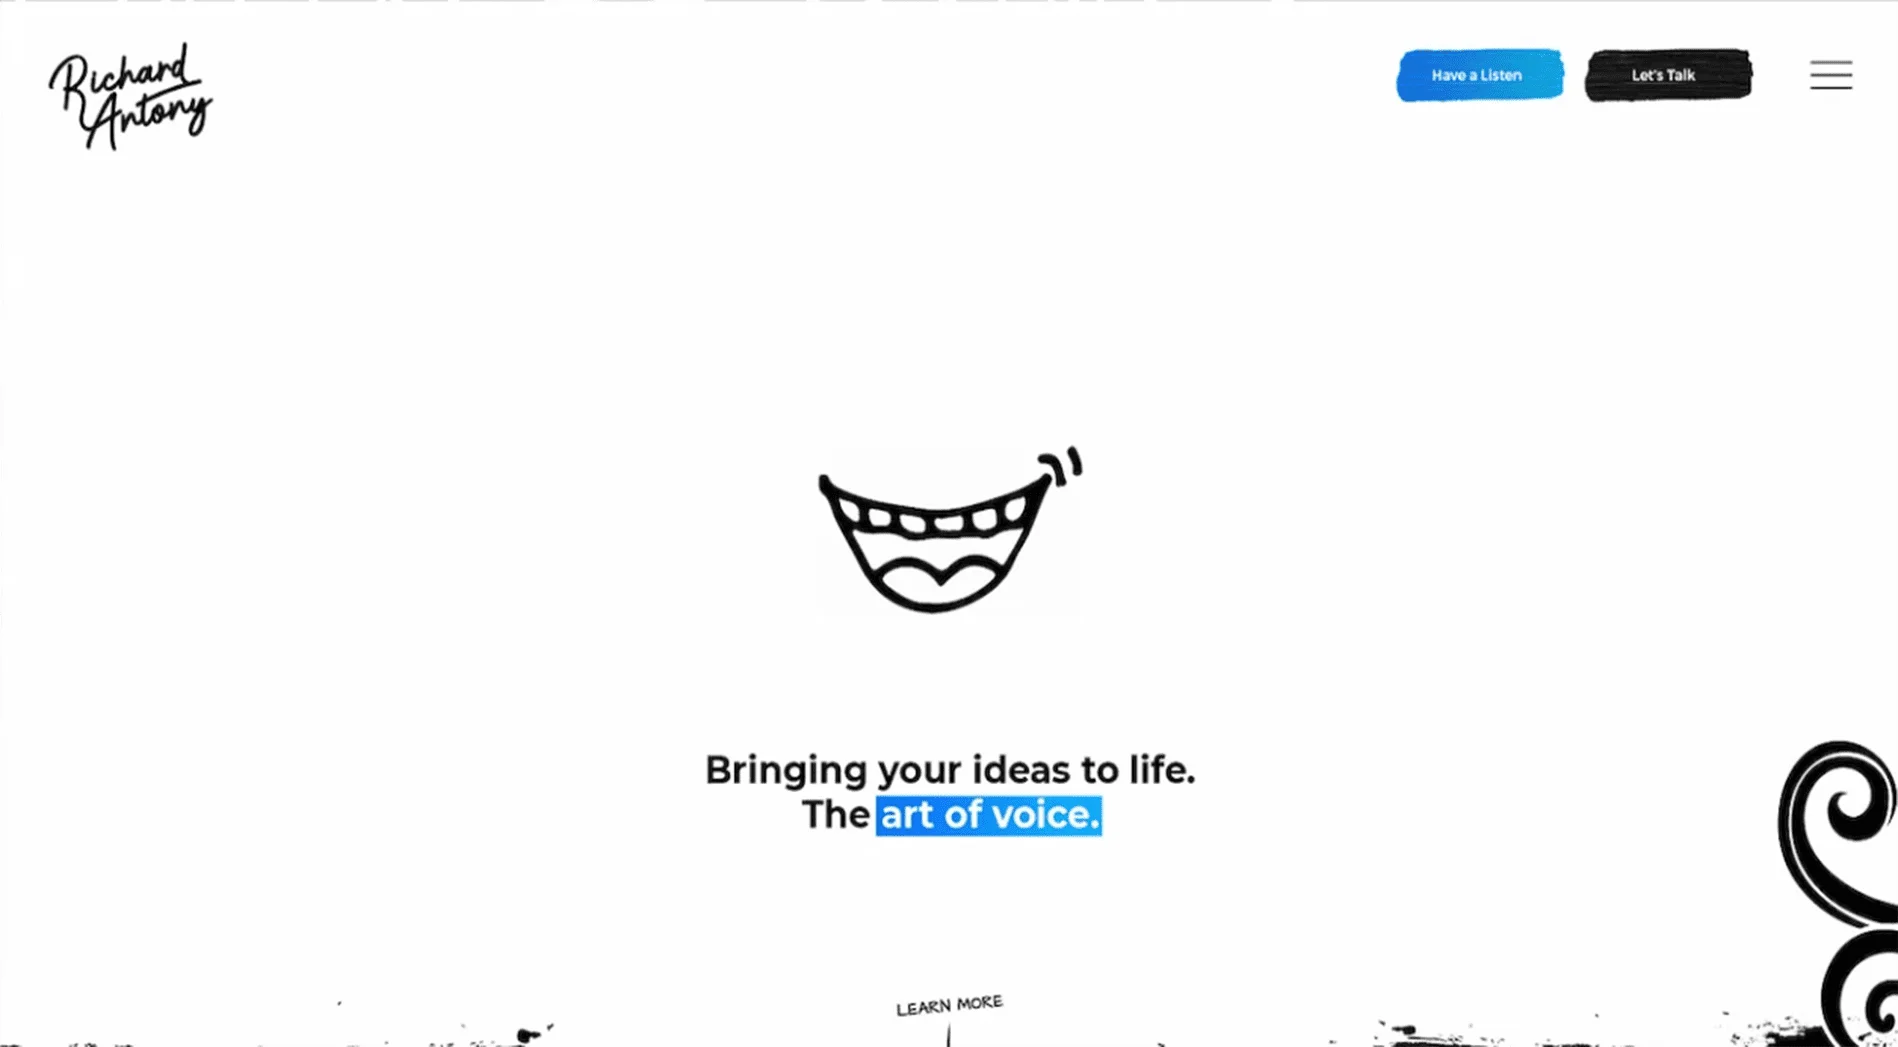 Richard
Antony
Have a Listen
Let's Talk
Bringing your ideas to life.
The art of voice.
LEARN MORE